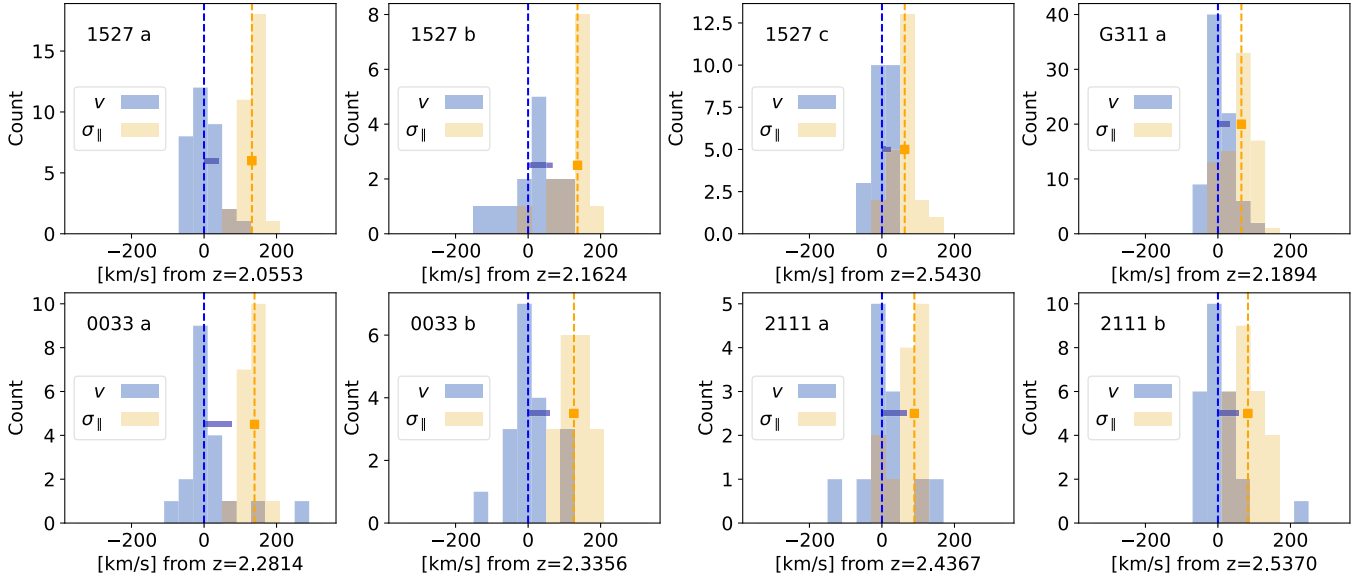 Count
15
10
5
0
1527 a
v
σ∥
−200
0
200
[km/s] from z=2.0553
Count
8
6
4
2
0
1527 b
v
σ∥
−200
0
200
[km/s] from z=2.1624
Count
12.5
10.0
7.5
5.0
2.5
0.0
1527 c
v
σ∥
−200
0
200
[km/s] from z=2.5430
Count
40
30
20
10
0
G311 a
v
σ∥
−200
0
200
[km/s] from z=2.1894
Count
10
8
6
4
2
0
0033 a
v
σ∥
−200
0
200
[km/s] from z=2.2814
Count
6
4
2
0
0033 b
v
σ∥
−200
0
200
[km/s] from z=2.3356
Count
5
4
3
2
1
0
2111 a
v
σ∥
−200
0
200
[km/s] from z=2.4367
Count
10
8
6
4
2
0
2111 b
v
σ∥
−200
0
200
[km/s] from z=2.5370